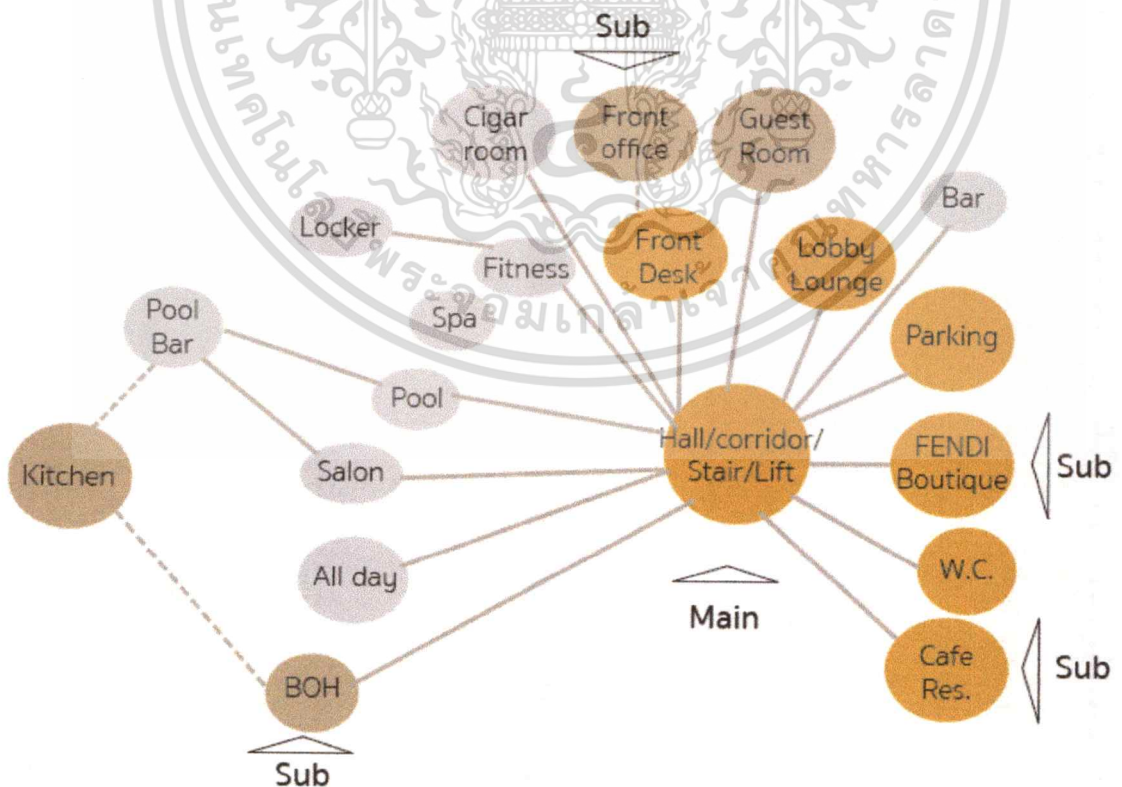 Sub
Cigar
room
Front
office
Guest
Room
Bar
Locker
Fitness
Front
Desk
Lobby
Lounge
Spa
Pool
Bar
Parking
Pool
Hall/corridor/
Stair/Lift
FENDI
Boutique
Sub
Kitchen
Salon
All day
W.C.
Main
Cafe
Res.
Sub
BOH
Sub